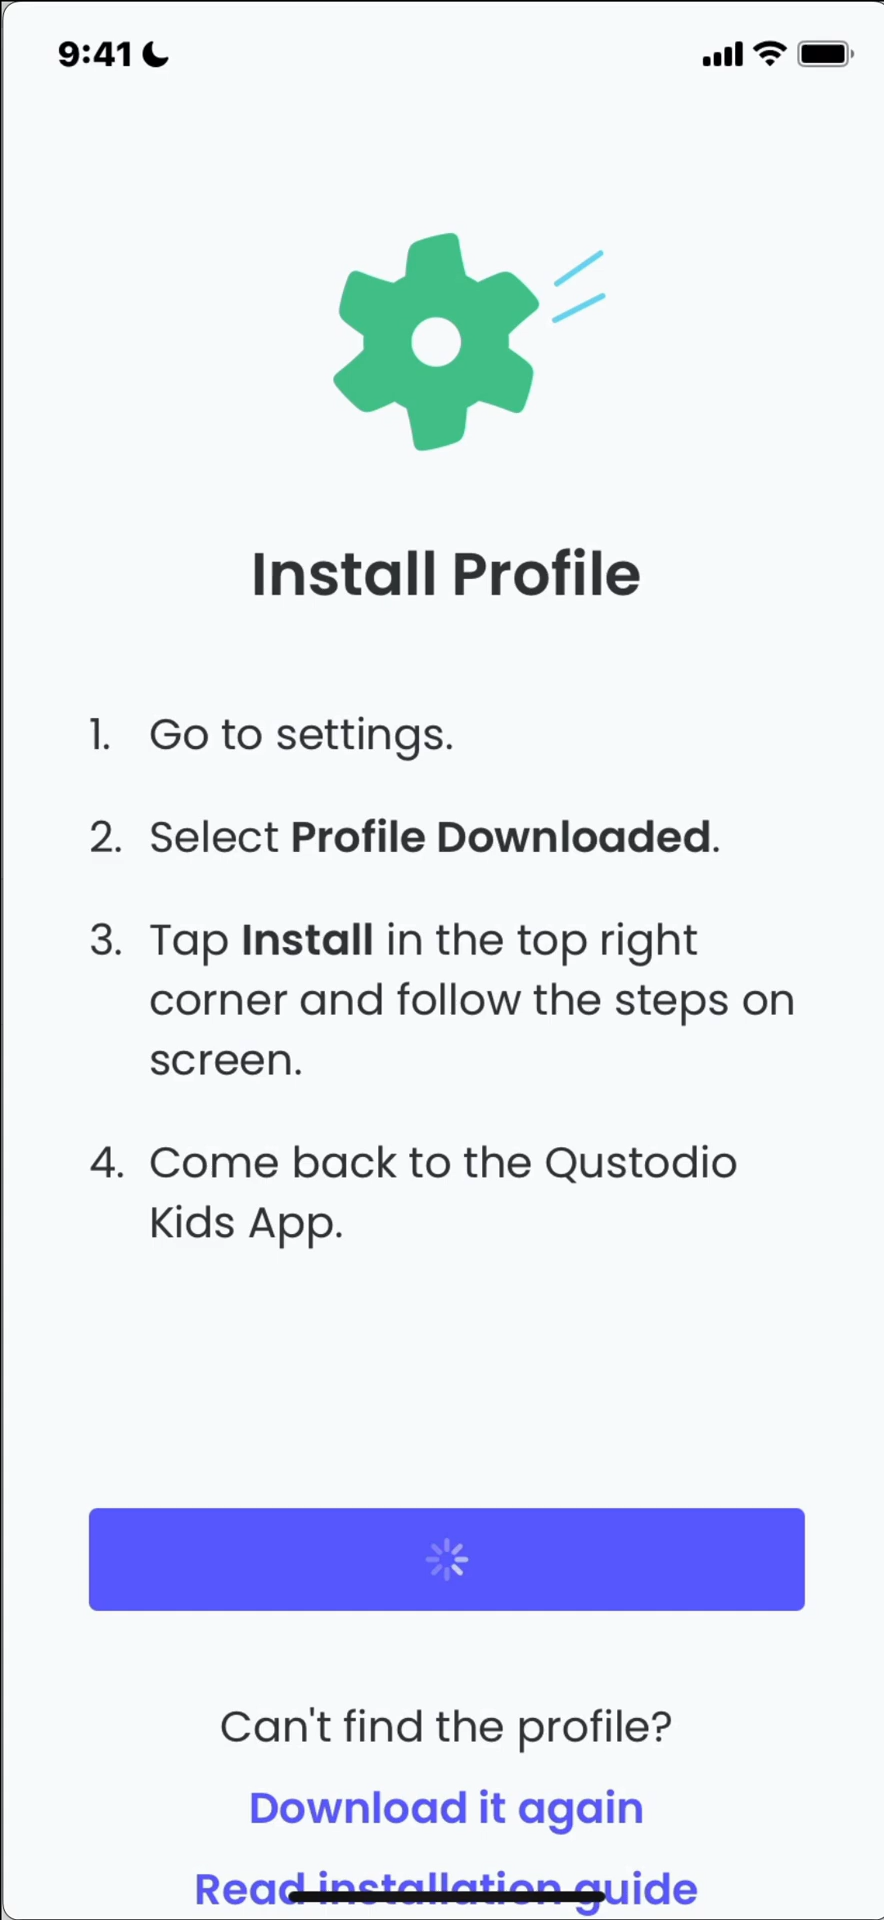 9:41
Install Profile
1. Go to settings.
2. Select Profile Downloaded.
3. Tap Install in the top right
corner and follow the steps on
screen.
4. Come back to the Qustodio
Kids App.
Can't find the profile?
Download it again
Read installation guide